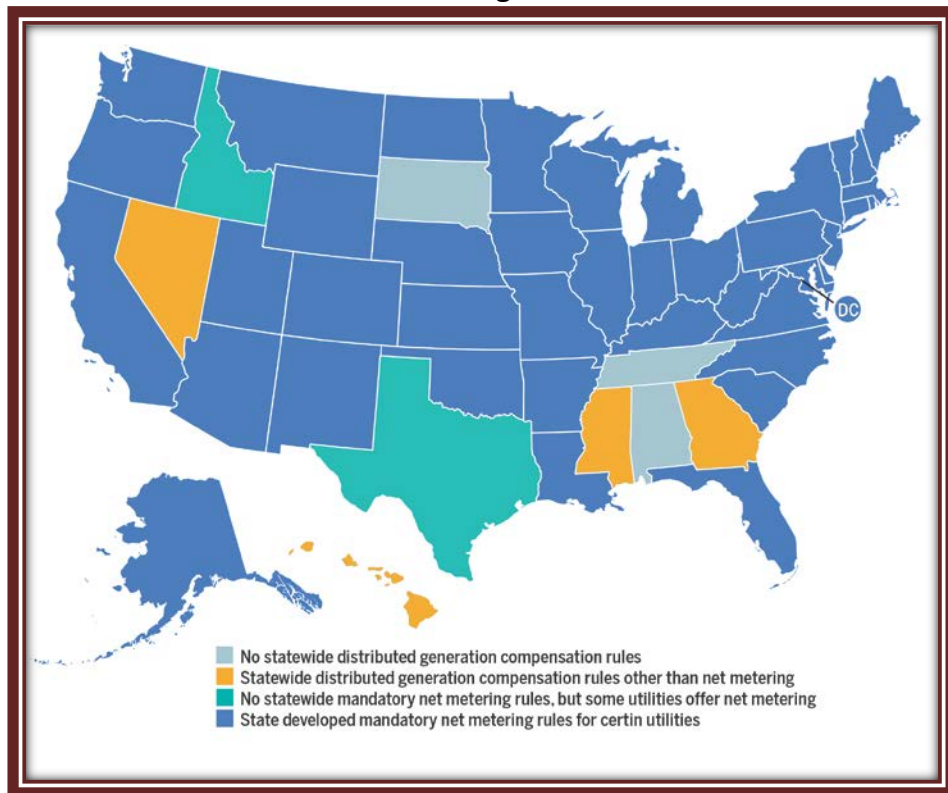 DC
No statewide distributed generation compensation rules
Statewide distributed generation compensation rules other than net metering
No statewide mandatory net metering rules, but some utilities offer net metering
State developed mandatory net metering rules for certin utilities